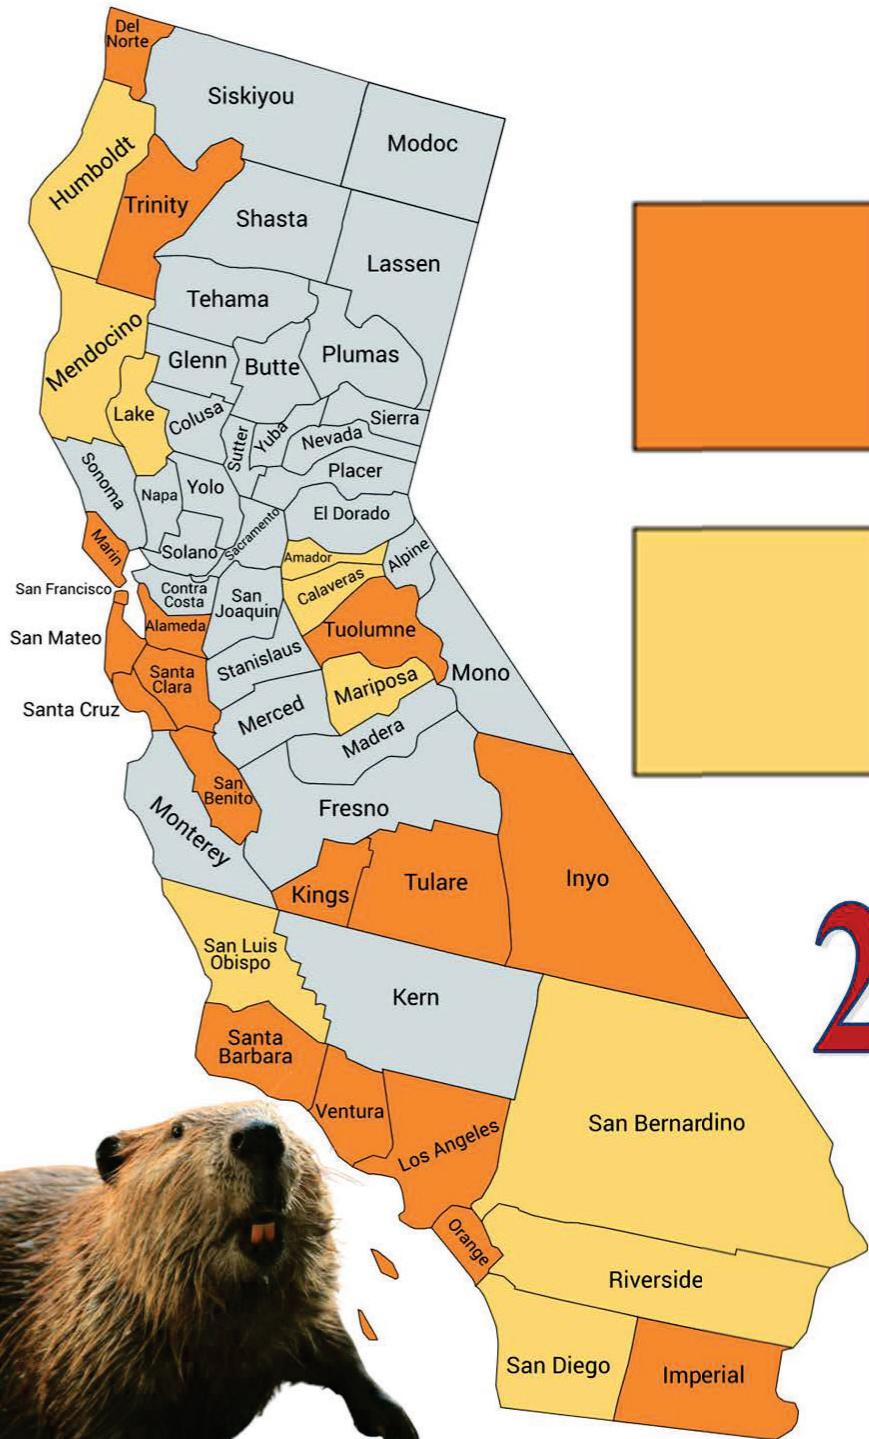 Del
Norte
Siskiyou
Modoc
Humboldt
Trinity
Shasta
Lassen
Tehama
Mendocino
Glenn
Butte
Plumas
Lake
Colusa
Sutter
Yuba
Nevada
Sierra
Placer
Sonoma
Napa
Yolo
El Dorado
Sacramento
Marin
Solano
Amador
Alpine
San Francisco
Contra
Costa
San
Joaquin
Calaveras
San Mateo
Alameda
Tuolumne
Santa
Clara
Stanislaus
Mono
Santa Cruz
Merced
Mariposa
Madera
San
Benito
Monterey
Fresno
Kings
Tulare
Inyo
San Luis
Obispo
Kern
2
Santa
Barbara
Ventura
Los Angeles
San Bernardino
Orange
Riverside
San Diego
Imperial